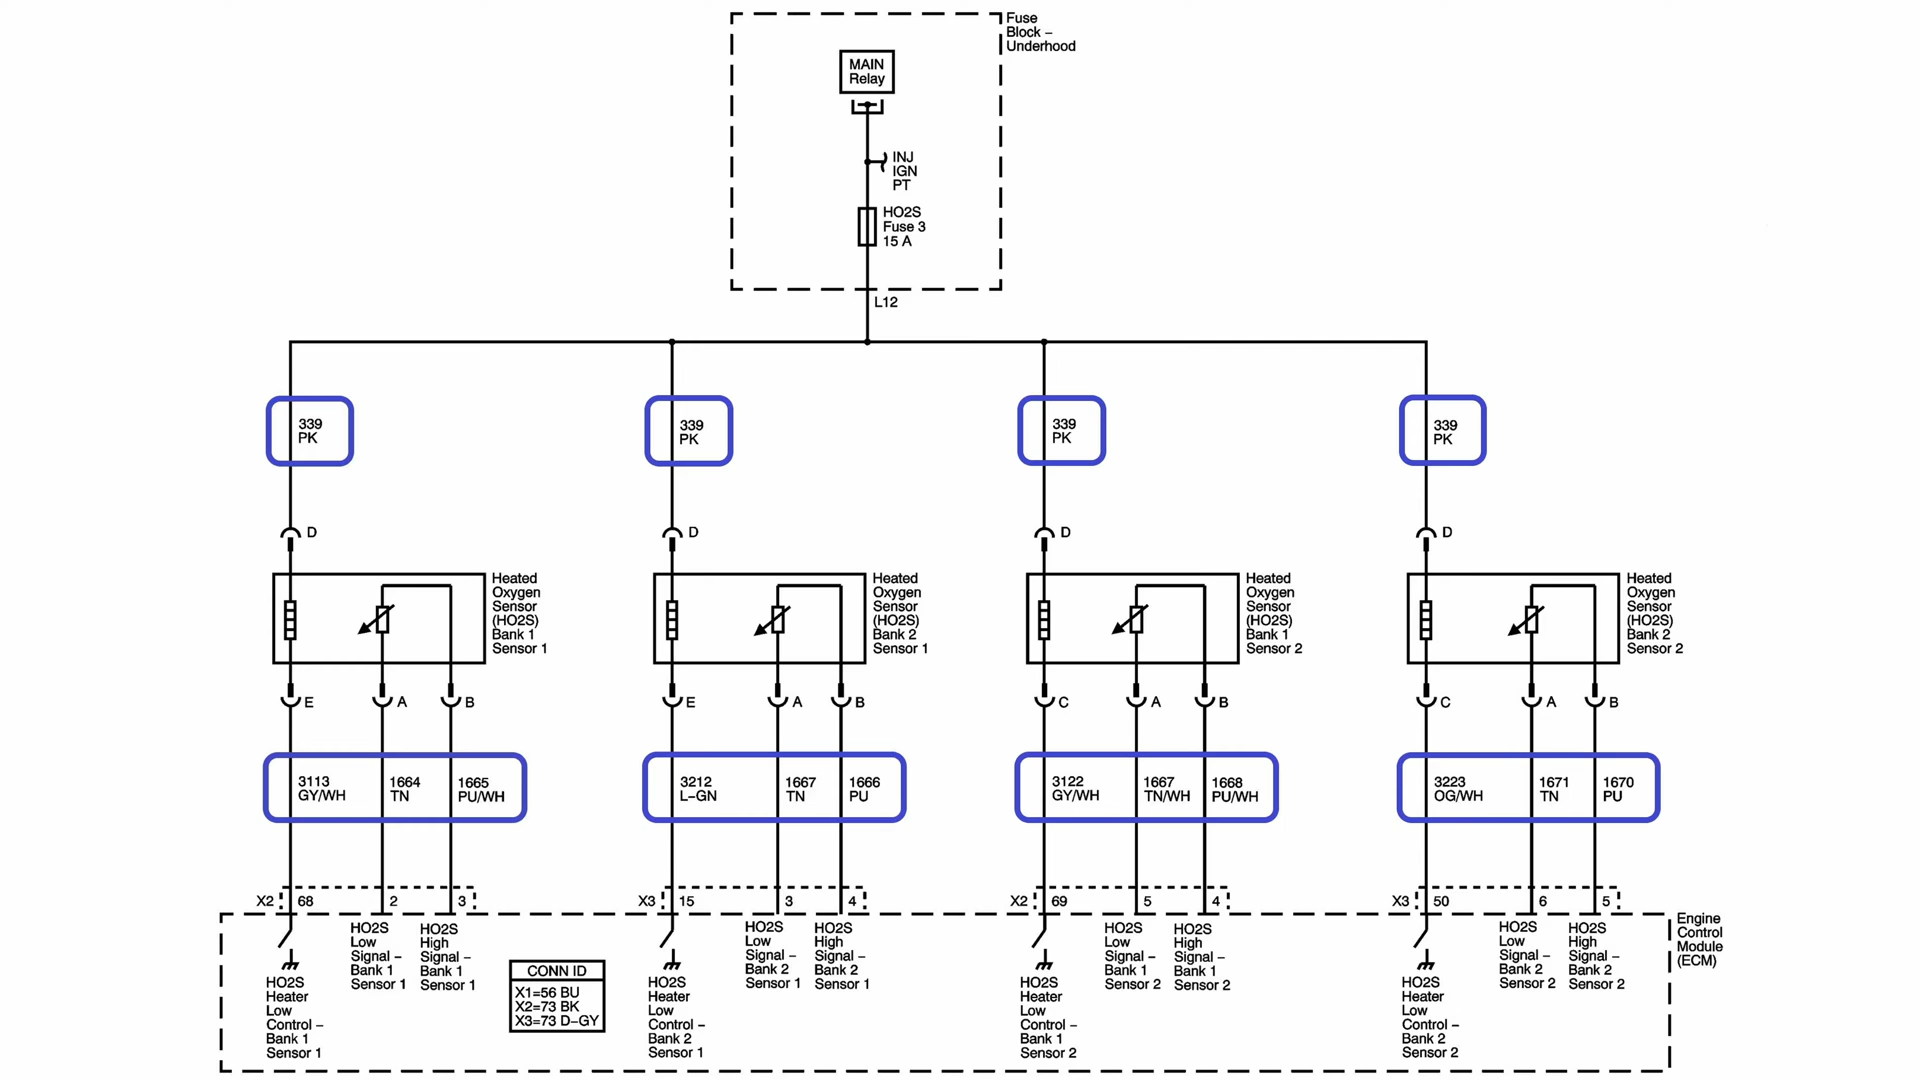 Fuse
Block –
Underhood
MAIN
Relay
INJ
IGN
PT
HO2S
Fuse 3
15 A
L12
339
PK
339
PK
339
PK
339
PK
D
D
D
D
Heated
Oxygen
Sensor
(HO2S)
Bank 1
Sensor 1
Heated
Oxygen
Sensor
(HO2S)
Bank 2
Sensor 1
Heated
Oxygen
Sensor
(HO2S)
Bank 1
Sensor 2
Heated
Oxygen
Sensor
(HO2S)
Bank 2
Sensor 2
E
A
B
E
A
B
C
A
B
C
A
B
3113
GY/WH
1664
TN
1665
PU/WH
3212
L–GN
1667
TN
1666
PU
3122
GY/WH
1667
TN/WH
1668
PU/WH
3223
OG/WH
1671
TN
1670
PU
X2 68 2 3
X3 15 3 4
X2 69 5 4
X3 50 6 5
Engine
Control
Module
(ECM)
HO2S
Heater
Low
Control –
Bank 1
Sensor 1
HO2S
Low
Signal –
Bank 1
Sensor 1
HO2S
High
Signal –
Bank 1
Sensor 1
CONN ID
X1=56 BU
X2=73 BK
X3=73 D–GY
HO2S
Heater
Low
Control –
Bank 2
Sensor 1
HO2S
Low
Signal –
Bank 2
Sensor 1
HO2S
High
Signal –
Bank 2
Sensor 1
HO2S
Heater
Low
Control –
Bank 1
Sensor 2
HO2S
Low
Signal –
Bank 1
Sensor 2
HO2S
High
Signal –
Bank 1
Sensor 2
HO2S
Heater
Low
Control –
Bank 2
Sensor 2
HO2S
Low
Signal –
Bank 2
Sensor 2
HO2S
High
Signal –
Bank 2
Sensor 2